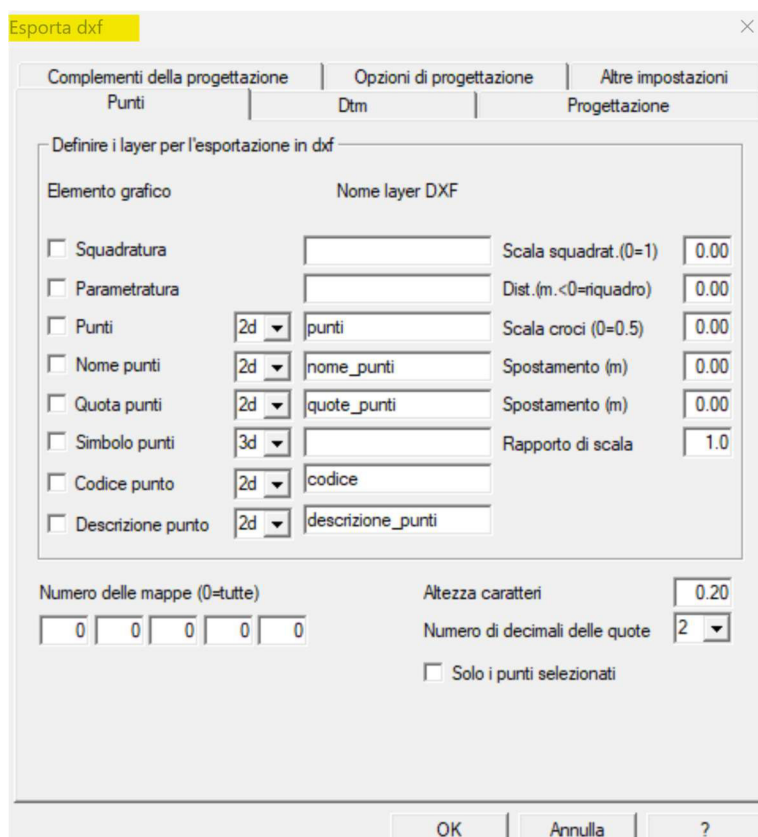 Esporta dxf
Complementi della progettazione Opzioni di progettazione Altre impostazioni
Punti Dtm Progettazione
Definire i layer per l'esportazione in dxf
Elemento grafico Nome layer DXF
Squadratura Scala squadrat.(0=1) 0.00
Parametratura Dist.(m.<0=riquadro) 0.00
Punti 2d punti Scala croci (0=0.5) 0.00
Nome punti 2d nome_punti Spostamento (m) 0.00
Quota punti 2d quote_punti Spostamento (m) 0.00
Simbolo punti 3d Rapporto di scala 1.0
Codice punto 2d codice
Descrizione punto 2d descrizione_punti
Numero delle mappe (0=tutte) Altezza caratteri 0.20
0 0 0 0 0 Numero di decimali delle quote 2
Solo i punti selezionati
OK Annulla ?